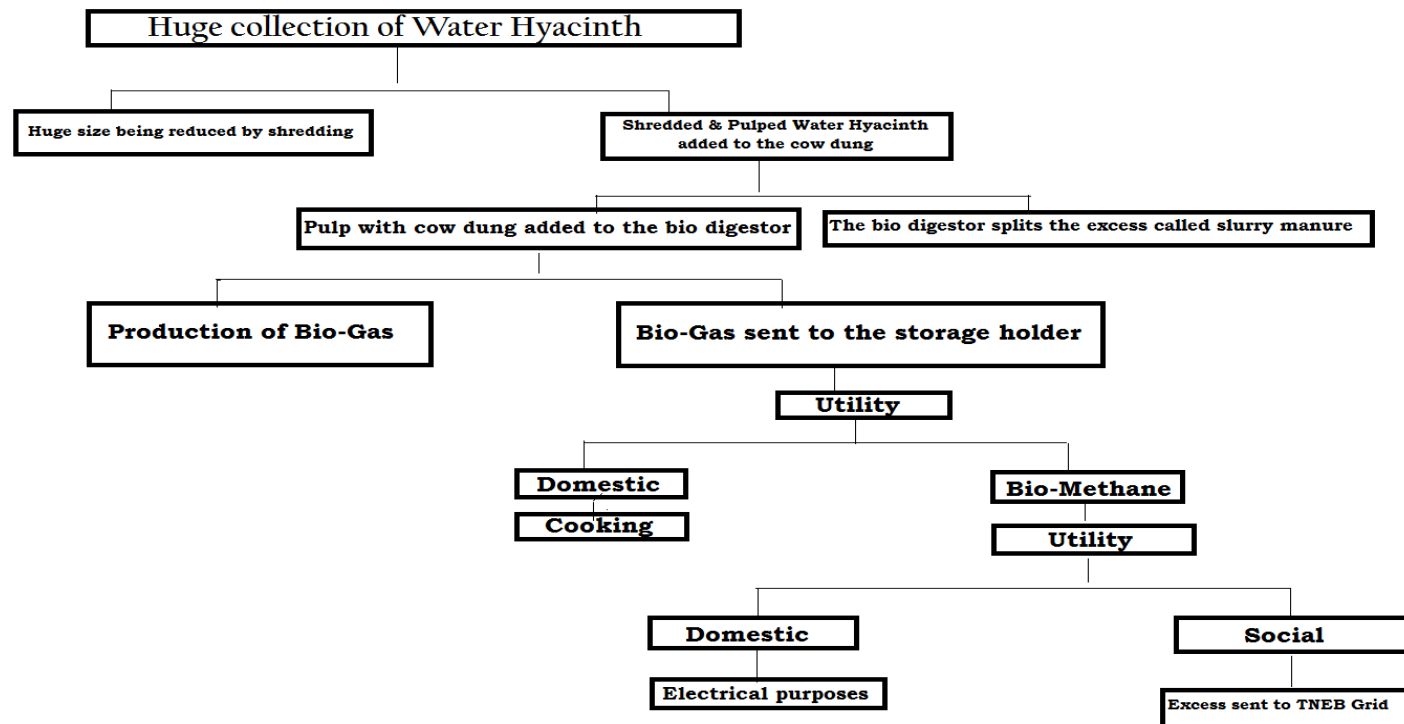 Huge collection of Water Hyacinth
Huge size being reduced by shredding
Shredded & Pulped Water Hyacinth
added to the cow dung
Pulp with cow dung added to the bio digestor
The bio digestor splits the excess called slurry manure
Production of Bio-Gas
Bio-Gas sent to the storage holder
Utility
Domestic
Bio-Methane
Cooking
Utility
Domestic
Social
Electrical purposes
Excess sent to TNEB Grid